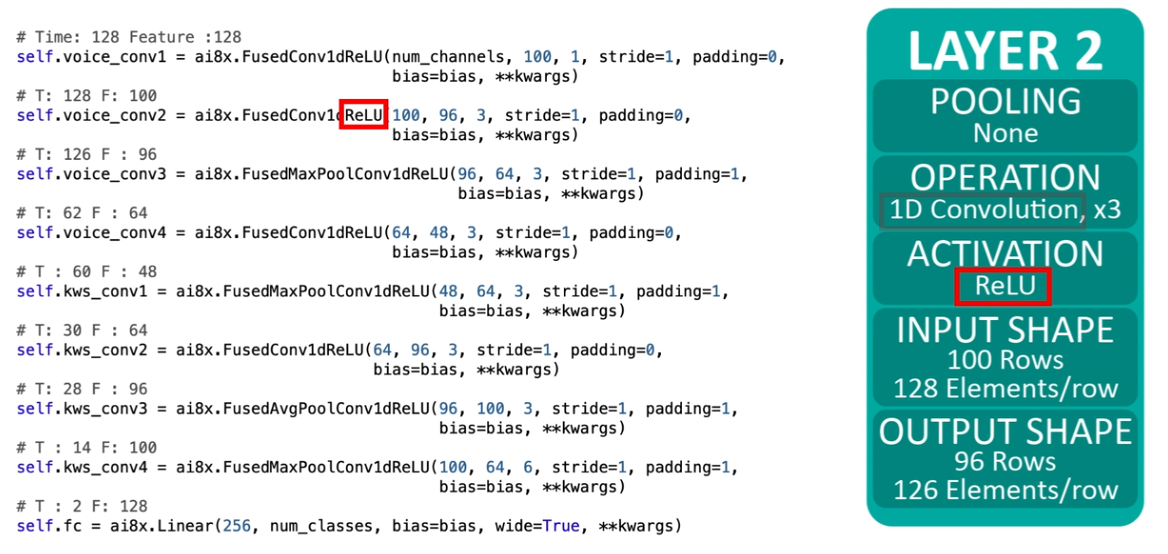 # Time: 128 Feature :128
self.voice_conv1 = ai8x.FusedConv1dReLU(num_channels, 100, 1, stride=1, padding=0,
bias=bias, **kwargs)
# T: 128 F: 100
self.voice_conv2 = ai8x.FusedConv1dReLU(100, 96, 3, stride=1, padding=0,
bias=bias, **kwargs)
# T: 126 F : 96
self.voice_conv3 = ai8x.FusedMaxPoolConv1dReLU(96, 64, 3, stride=1, padding=1,
bias=bias, **kwargs)
# T: 62 F : 64
self.voice_conv4 = ai8x.FusedConv1dReLU(64, 48, 3, stride=1, padding=0,
bias=bias, **kwargs)
# T : 60 F : 48
self.kws_conv1 = ai8x.FusedMaxPoolConv1dReLU(48, 64, 3, stride=1, padding=1,
bias=bias, **kwargs)
# T: 30 F : 64
self.kws_conv2 = ai8x.FusedConv1dReLU(64, 96, 3, stride=1, padding=0,
bias=bias, **kwargs)
# T: 28 F : 96
self.kws_conv3 = ai8x.FusedAvgPoolConv1dReLU(96, 100, 3, stride=1, padding=1,
bias=bias, **kwargs)
# T : 14 F: 100
self.kws_conv4 = ai8x.FusedMaxPoolConv1dReLU(100, 64, 6, stride=1, padding=1,
bias=bias, **kwargs)
# T : 2 F: 128
self.fc = ai8x.Linear(256, num_classes, bias=bias, wide=True, **kwargs)
LAYER 2
POOLING
None
OPERATION
1D Convolution, x3
ACTIVATION
ReLU
INPUT SHAPE
100 Rows
128 Elements/row
OUTPUT SHAPE
96 Rows
126 Elements/row